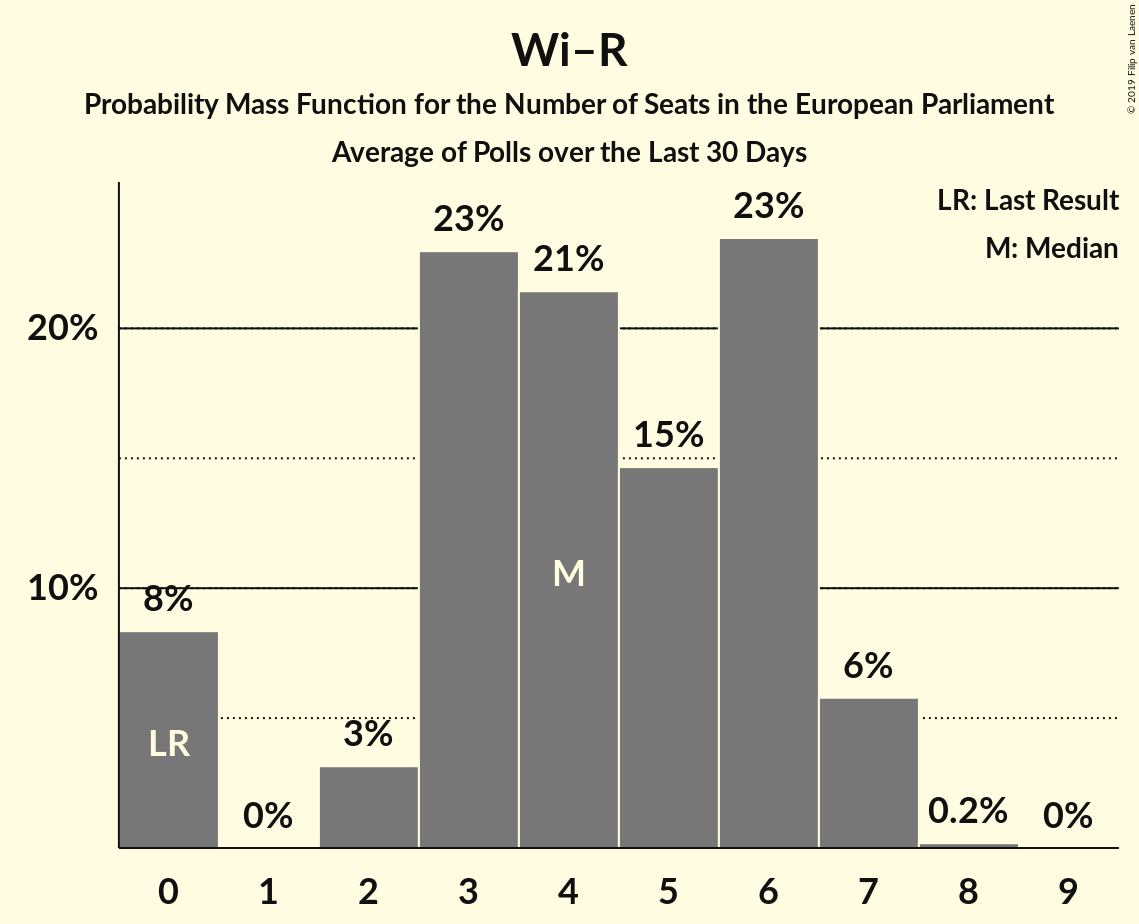 Wi–R
Probability Mass Function for the Number of Seats in the European Parliament
Average of Polls over the Last 30 Days
© 2019 Filip van Laenen
LR: Last Result
M: Median
23%
23%
21%
20%
15%
10%
8%
M
6%
LR
3%
0%
0.2%
0%
0 1 2 3 4 5 6 7 8 9